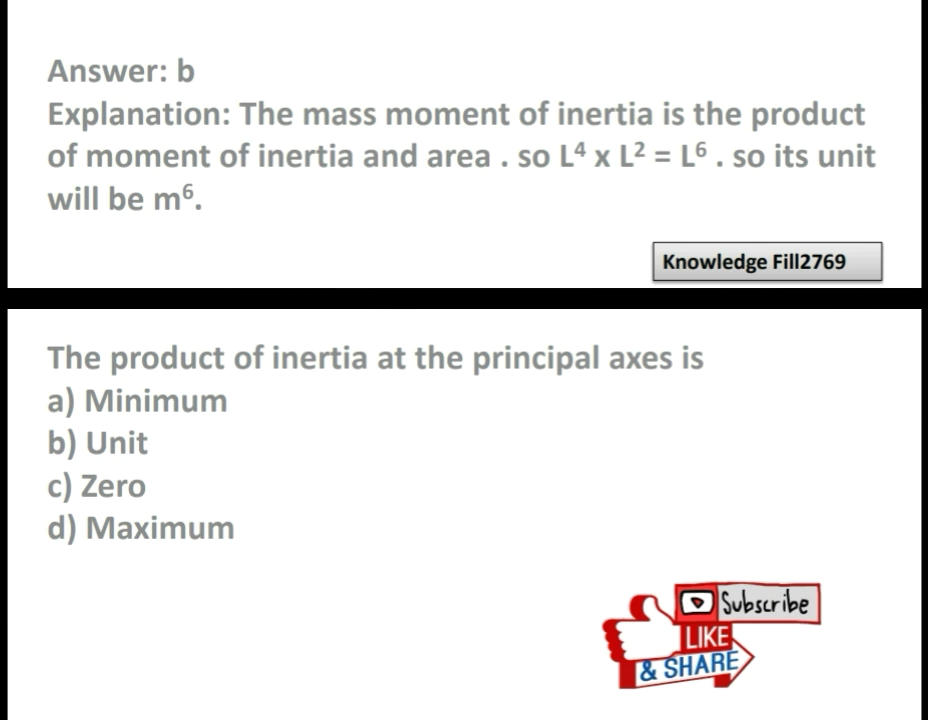 Answer: b
Explanation: The mass moment of inertia is the product
of moment of inertia and area . so L⁴ x L² = L⁶ . so its unit
will be m⁶.
Knowledge Fill2769
The product of inertia at the principal axes is
a) Minimum
b) Unit
c) Zero
d) Maximum
Subscribe
LIKE
& SHARE